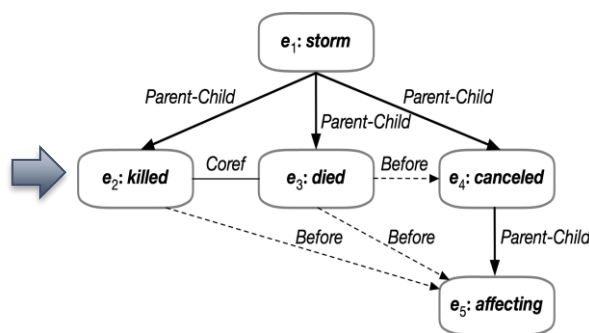 e1: storm
Parent-Child
Parent-Child
Parent-Child
e2: killed
Coref
e3: died
Before
e4: canceled
Before
Before
Parent-Child
e5: affecting